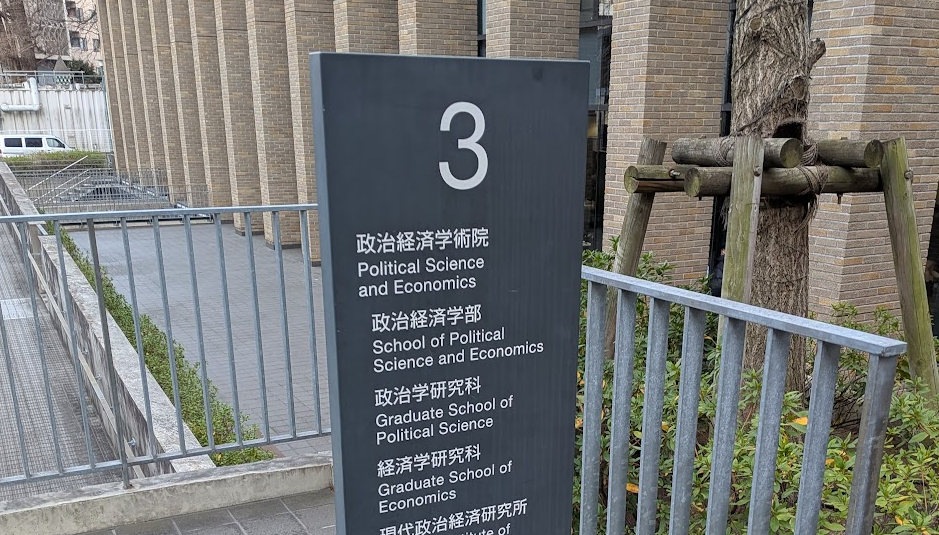 3
政治経済学術院
Political Science
and Economics
政治経済学部
School of Political
Science and Economics
政治学研究科
Graduate School of
Political Science
経済学研究科
Graduate School of
Economics
現代政治経済研究所
of